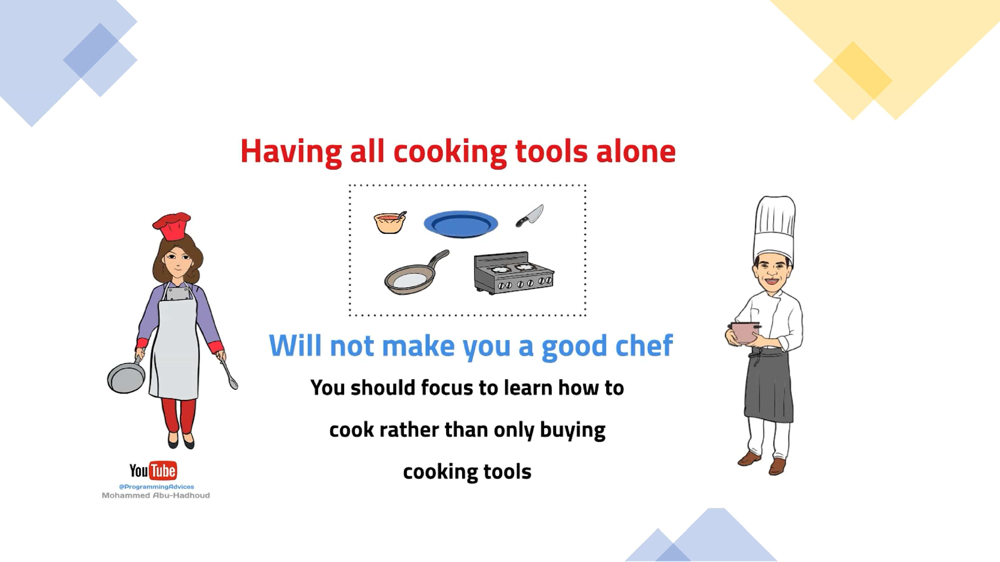 Having all cooking tools alone
Will not make you a good chef
You should focus to learn how to
cook rather than only buying
cooking tools
YouTube
@ProgrammingAdvices
Mohammed Abu-Hadhoud